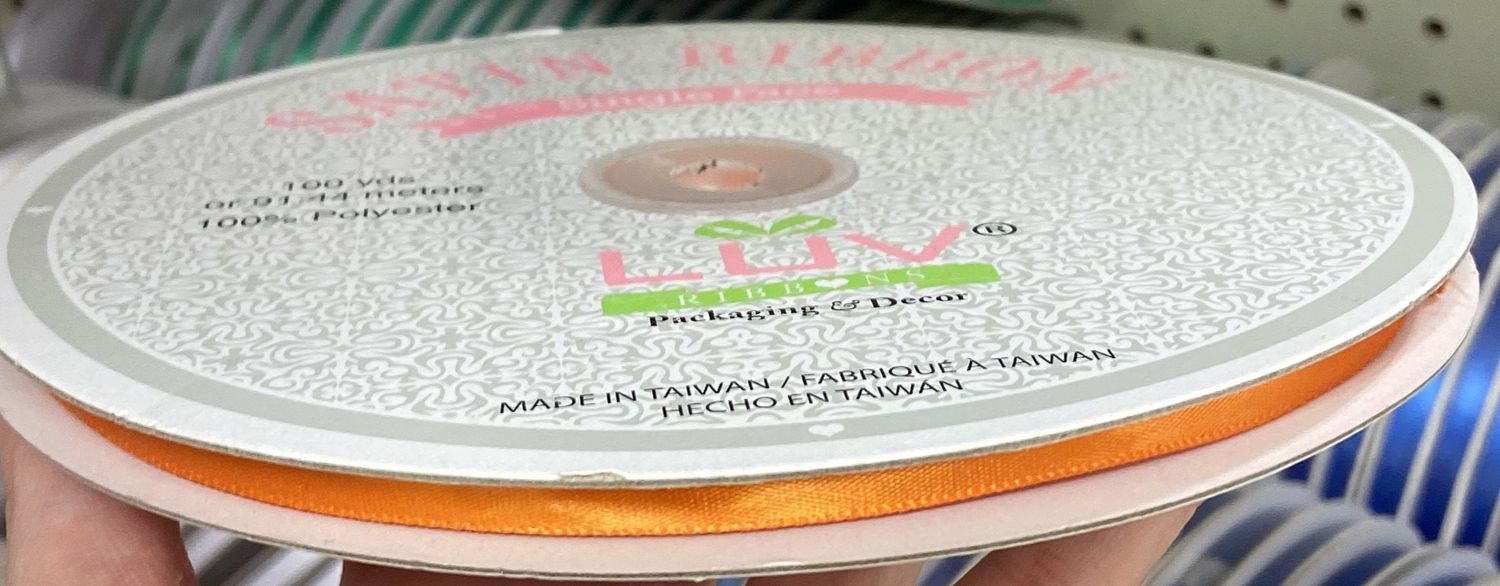 SATIN RIBBON
Single Face
100 Yds
or 91.44 meters
100% Polyester
LUV®
RIBBONS
Packaging & Decor
MADE IN TAIWAN / FABRIQUÉ A TAIWAN
HECHO EN TAIWÁN